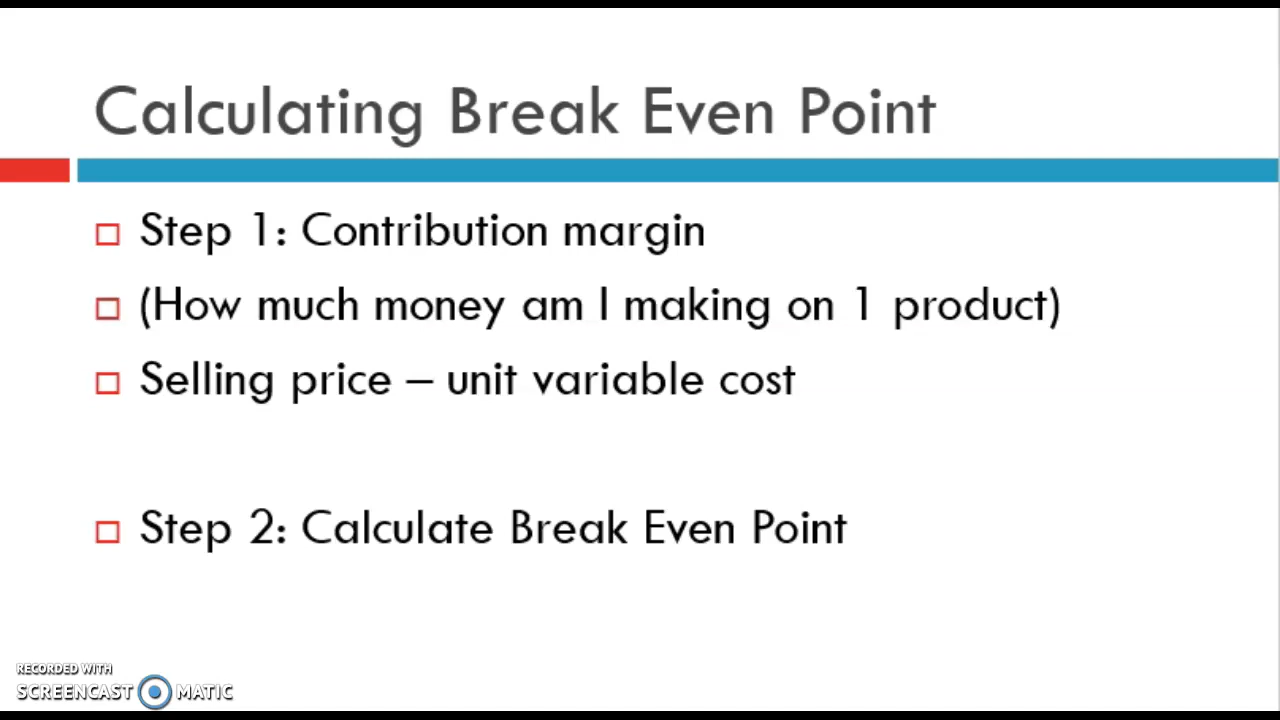 Calculating Break Even Point
Step 1: Contribution margin
(How much money am I making on 1 product)
Selling price – unit variable cost
Step 2: Calculate Break Even Point
RECORDED WITH
SCREENCAST MATIC